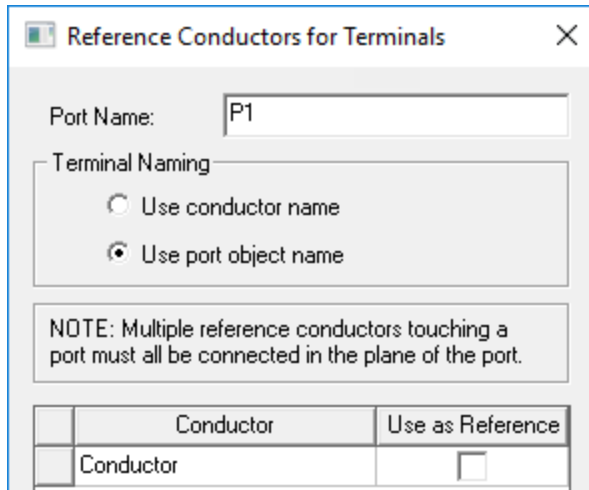 Reference Conductors for Terminals
Port Name: P1
Terminal Naming
Use conductor name
Use port object name
NOTE: Multiple reference conductors touching a
port must all be connected in the plane of the port.
Conductor Use as Reference
Conductor